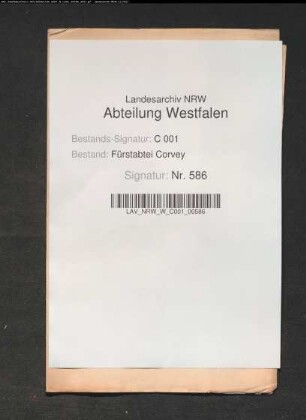 Landesarchiv NRW
Abteilung Westfalen
Bestands-Signatur: C 001
Bestand: Fürstabtei Corvey
Signatur: Nr. 586
LAV_NRW_W_C001_00586